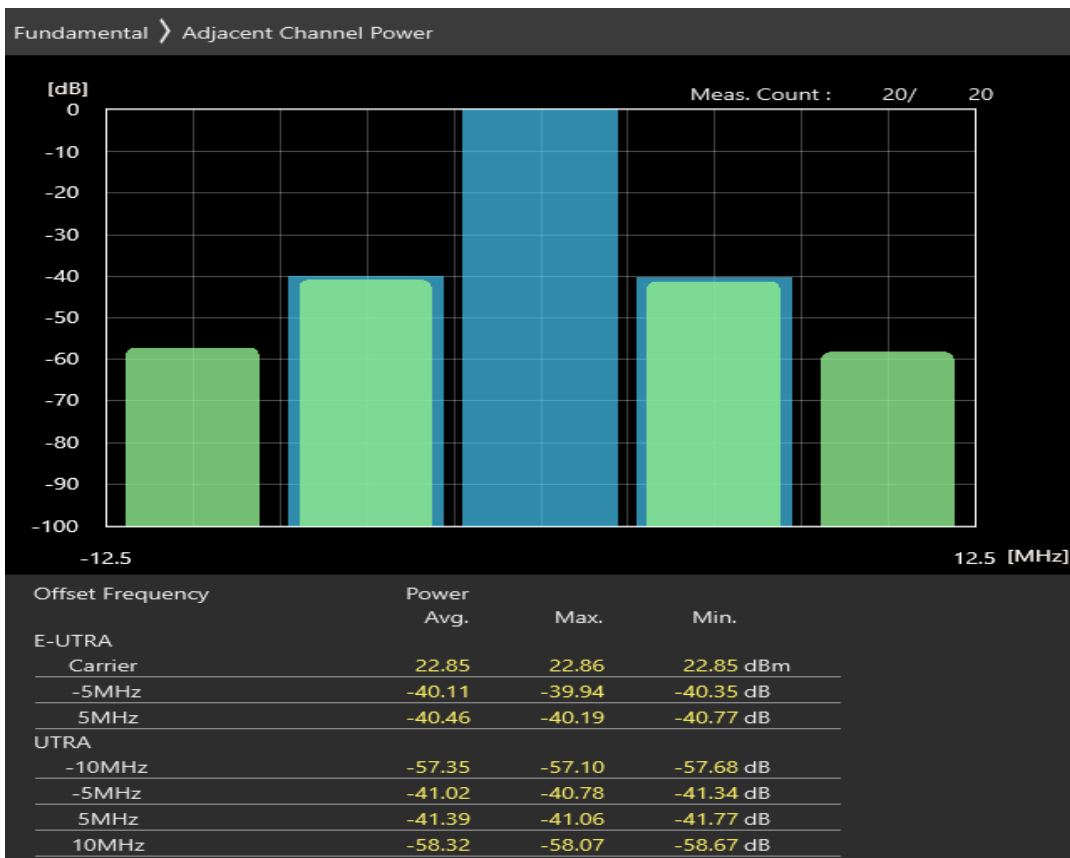 Fundamental 〉 Adjacent Channel Power
[dB]
Meas. Count : 20/ 20
0
-10
-20
-30
-40
-50
-60
-70
-80
-90
-100
-12.5 12.5 [MHz]
Offset Frequency Power
Avg. Max. Min.
E-UTRA
Carrier 22.85 22.86 22.85 dBm
-5MHz -40.11 -39.94 -40.35 dB
5MHz -40.46 -40.19 -40.77 dB
UTRA
-10MHz -57.35 -57.10 -57.68 dB
-5MHz -41.02 -40.78 -41.34 dB
5MHz -41.39 -41.06 -41.77 dB
10MHz -58.32 -58.07 -58.67 dB